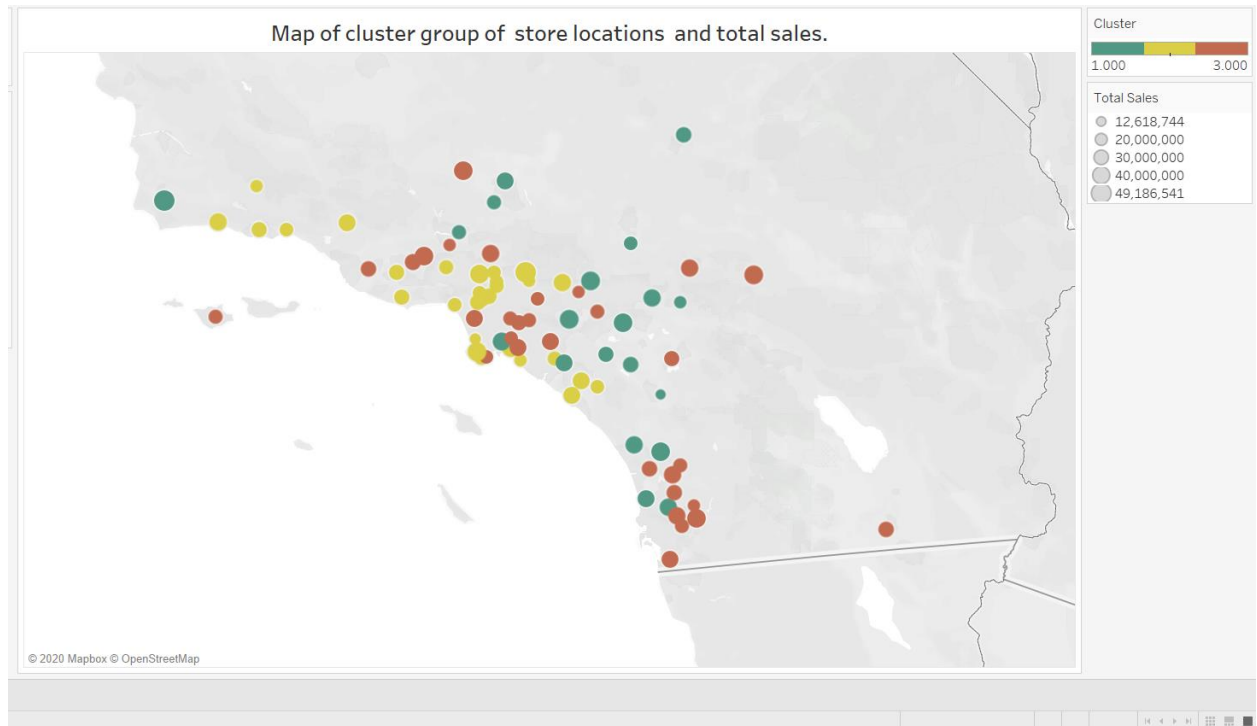 Map of cluster group of store locations and total sales.
Cluster
1.000 3.000
Total Sales
12,618,744
20,000,000
30,000,000
40,000,000
49,186,541
© 2020 Mapbox © OpenStreetMap